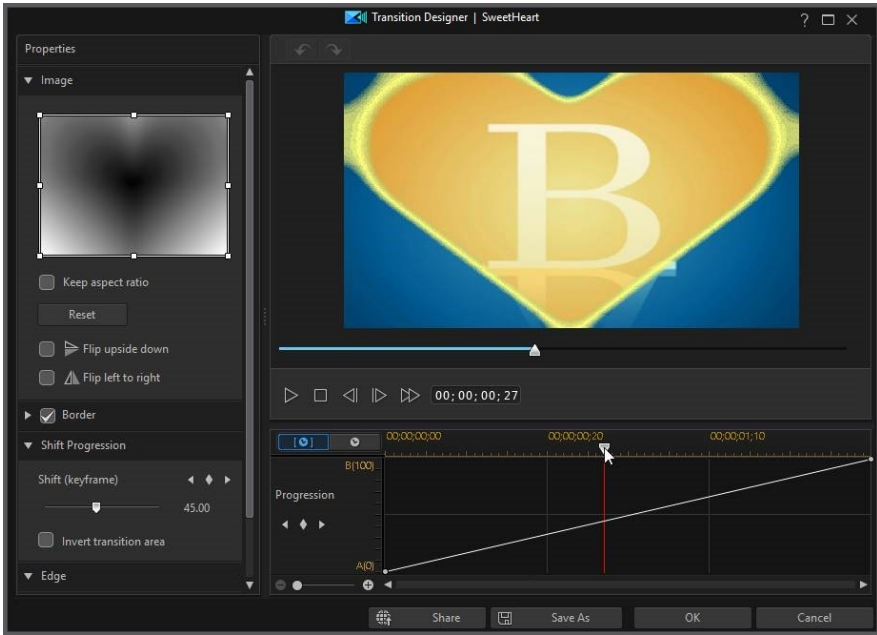 Transition Designer | SweetHeart
?
Properties
Image
Keep aspect ratio
Reset
Flip upside down
Flip left to right
Border
Shift Progression
Shift (keyframe)
45.00
Invert transition area
Edge
B
00;00;00;27
00;00;00;00 00;00;00;20 00;00;01;10
B(100)
Progression
A(0)
Share Save As OK Cancel